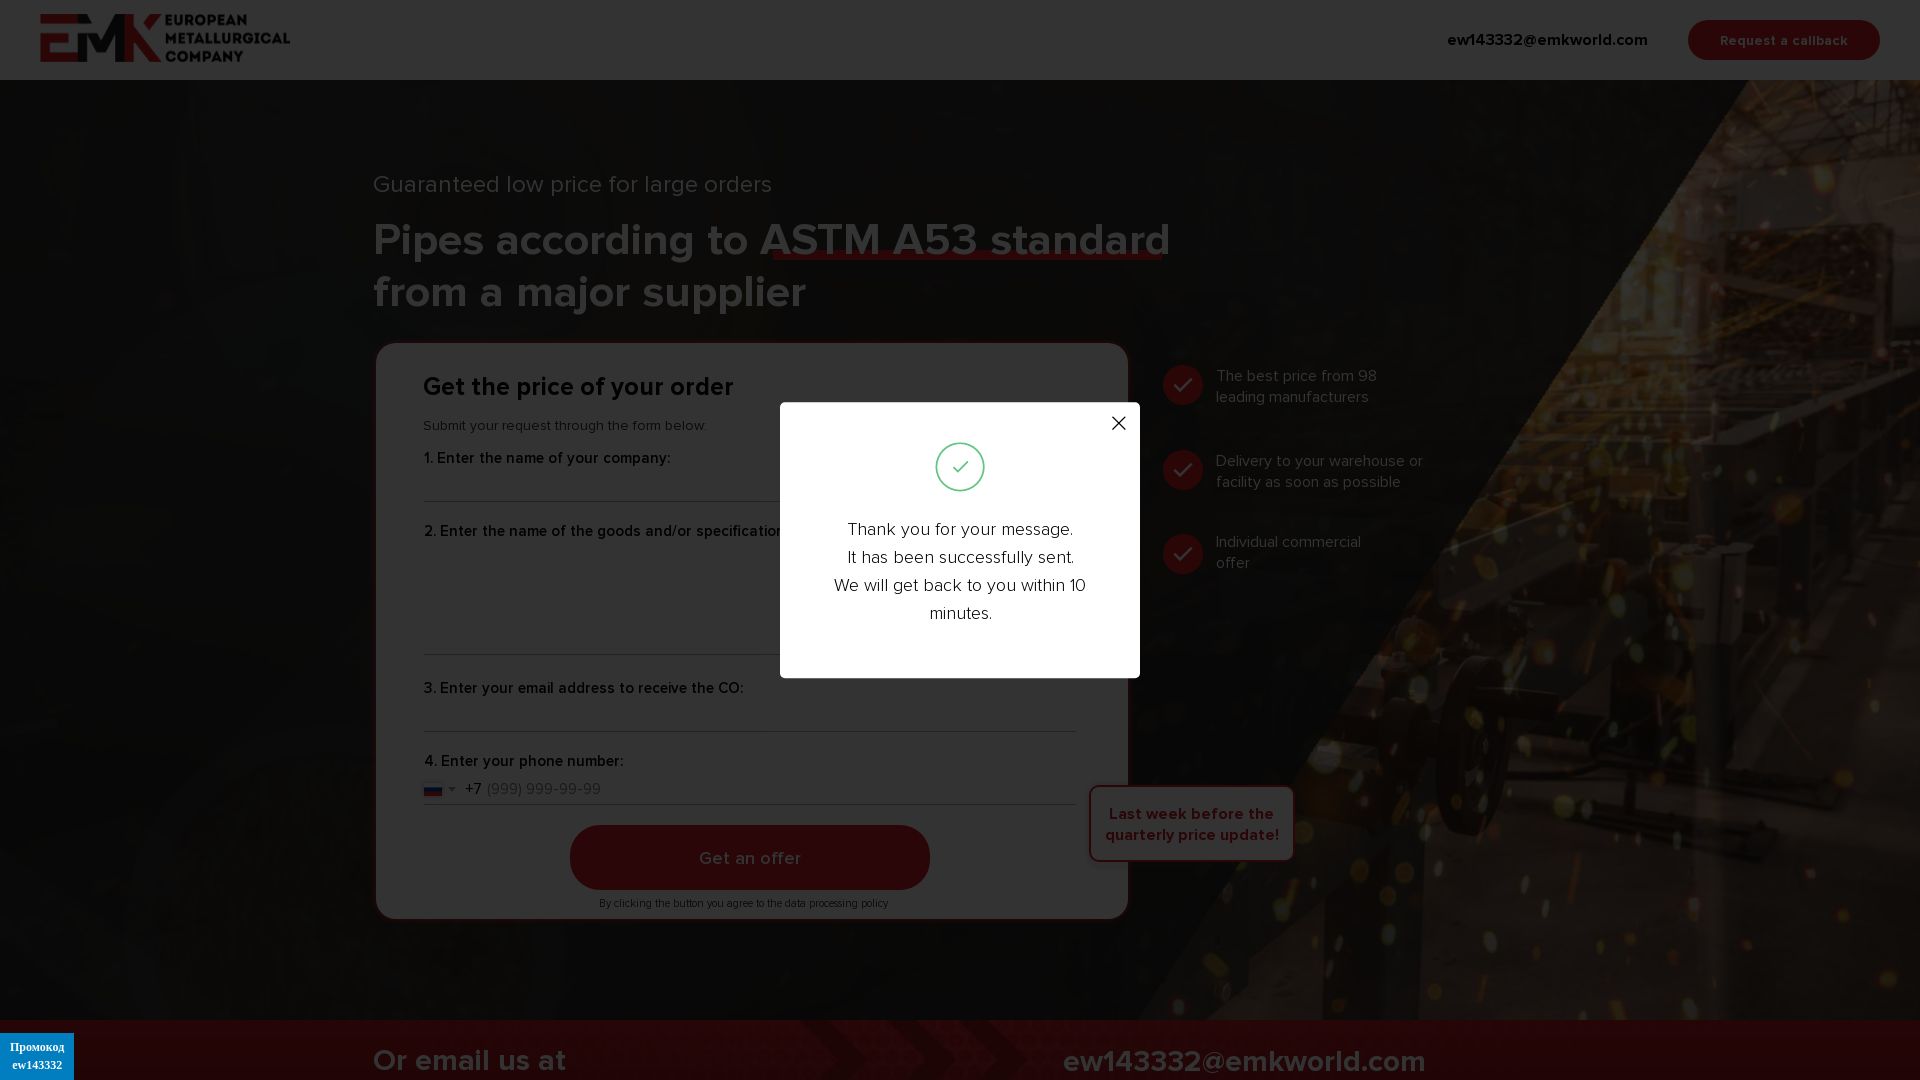 EMK
EUROPEAN
METALLURGICAL
COMPANY
ew143332@emkworld.com
Request a callback
Guaranteed low price for large orders
Pipes according to ASTM A53 standard
from a major supplier
Get the price of your order
Submit your request through the form below:
1. Enter the name of your company:
2. Enter the name of the goods and/or specification
3. Enter your email address to receive the CO:
4. Enter your phone number:
+7 (999) 999-99-99
Get an offer
By clicking the button you agree to the data processing policy
The best price from 98
leading manufacturers
Delivery to your warehouse or
facility as soon as possible
Individual commercial
offer
Last week before the
quarterly price update!
Thank you for your message.
It has been successfully sent.
We will get back to you within 10
minutes.
Or email us at
ew143332@emkworld.com
Промокод
ew143332